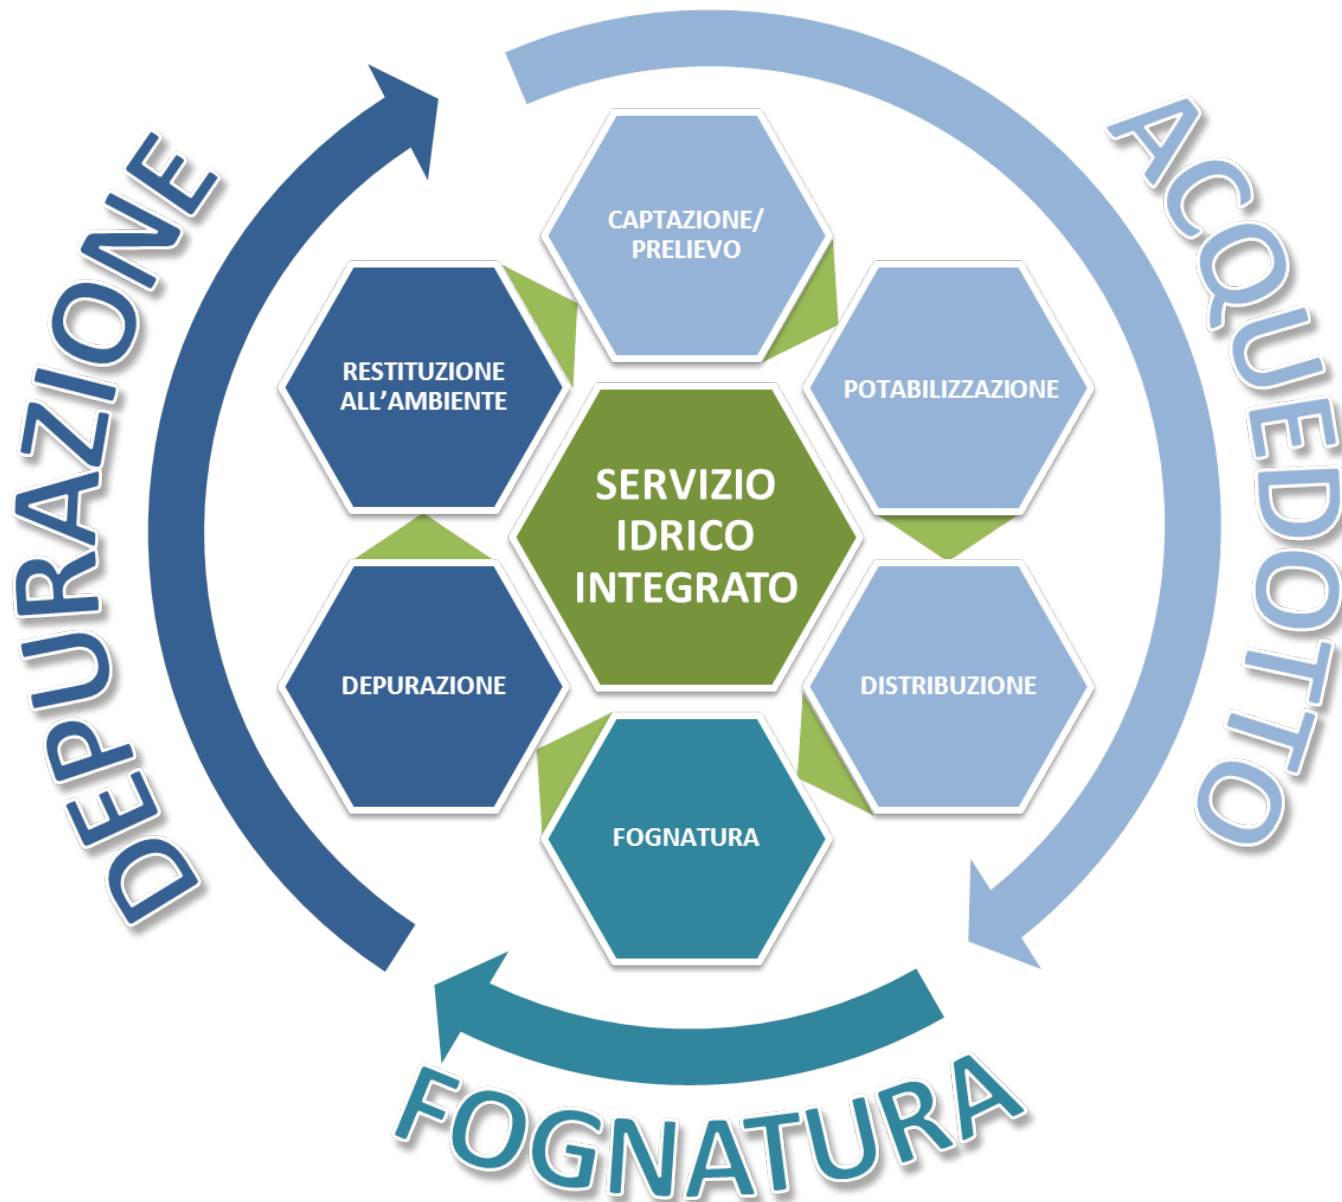 ACQUEDOTTO
CAPTAZIONE/
PRELIEVO
POTABILIZZAZIONE
DISTRIBUZIONE
FOGNATURA
DEPURAZIONE
RESTITUZIONE
ALL’AMBIENTE
SERVIZIO
IDRICO
INTEGRATO
FOGNATURA
DEPURAZIONE